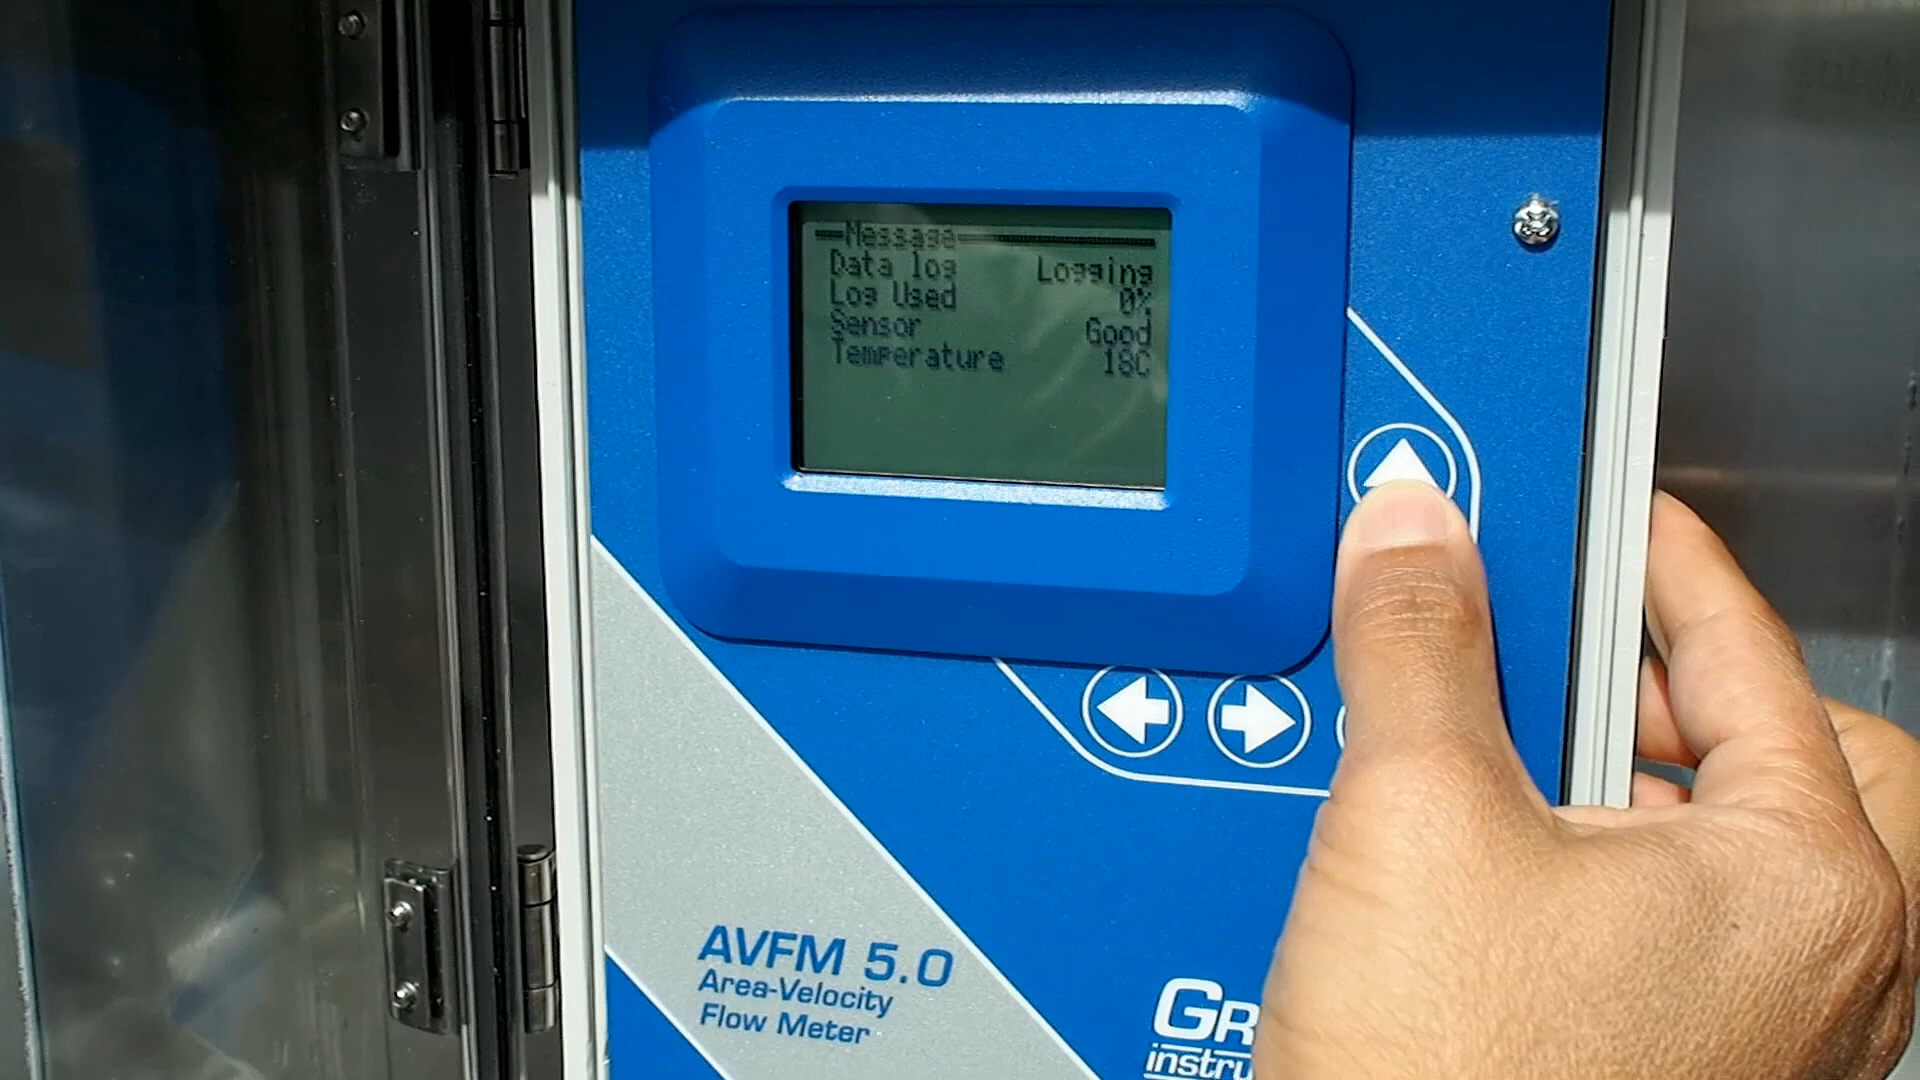 Message
Data log Logging
Log Used 0%
Sensor Good
Temperature 18C
AVFM 5.0
Area-Velocity
Flow Meter